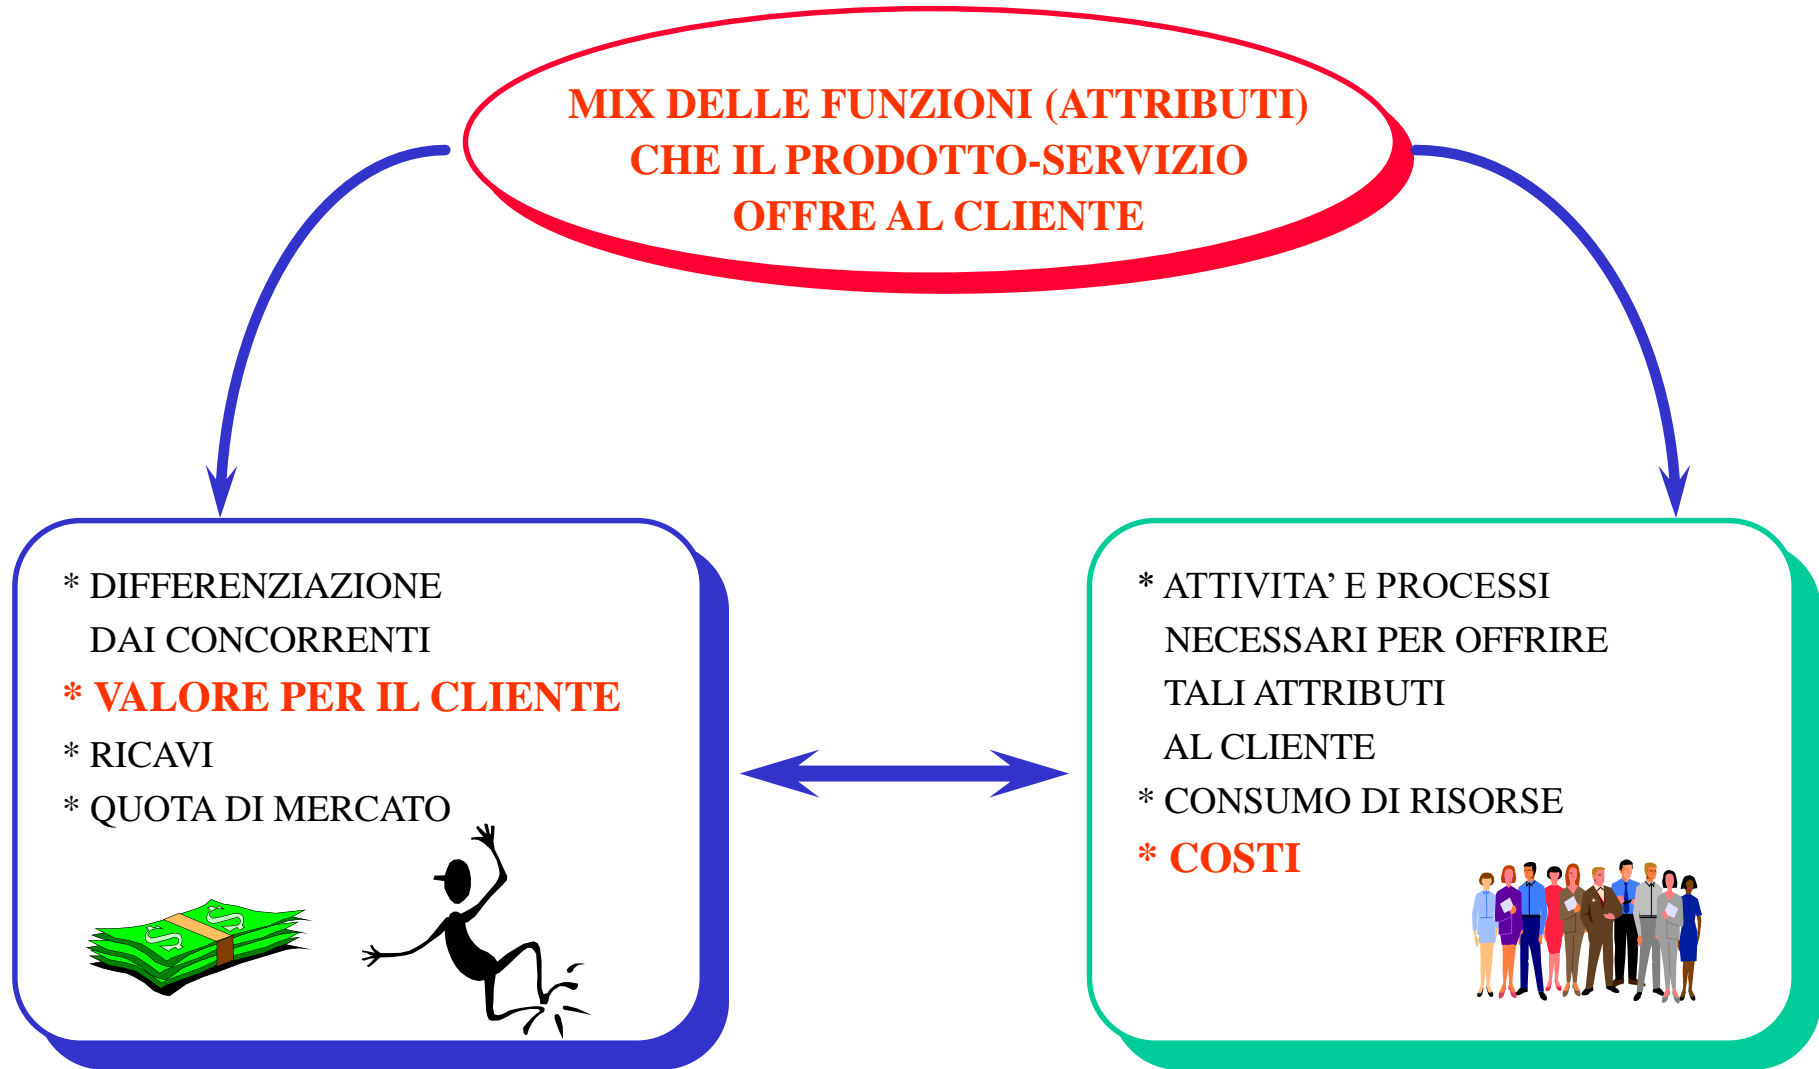 MIX DELLE FUNZIONI (ATTRIBUTI)
CHE IL PRODOTTO-SERVIZIO
OFFRE AL CLIENTE
* DIFFERENZIAZIONE
DAI CONCORRENTI
* VALORE PER IL CLIENTE
* RICAVI
* QUOTA DI MERCATO
* ATTIVITA’ E PROCESSI
NECESSARI PER OFFRIRE
TALI ATTRIBUTI
AL CLIENTE
* CONSUMO DI RISORSE
* COSTI